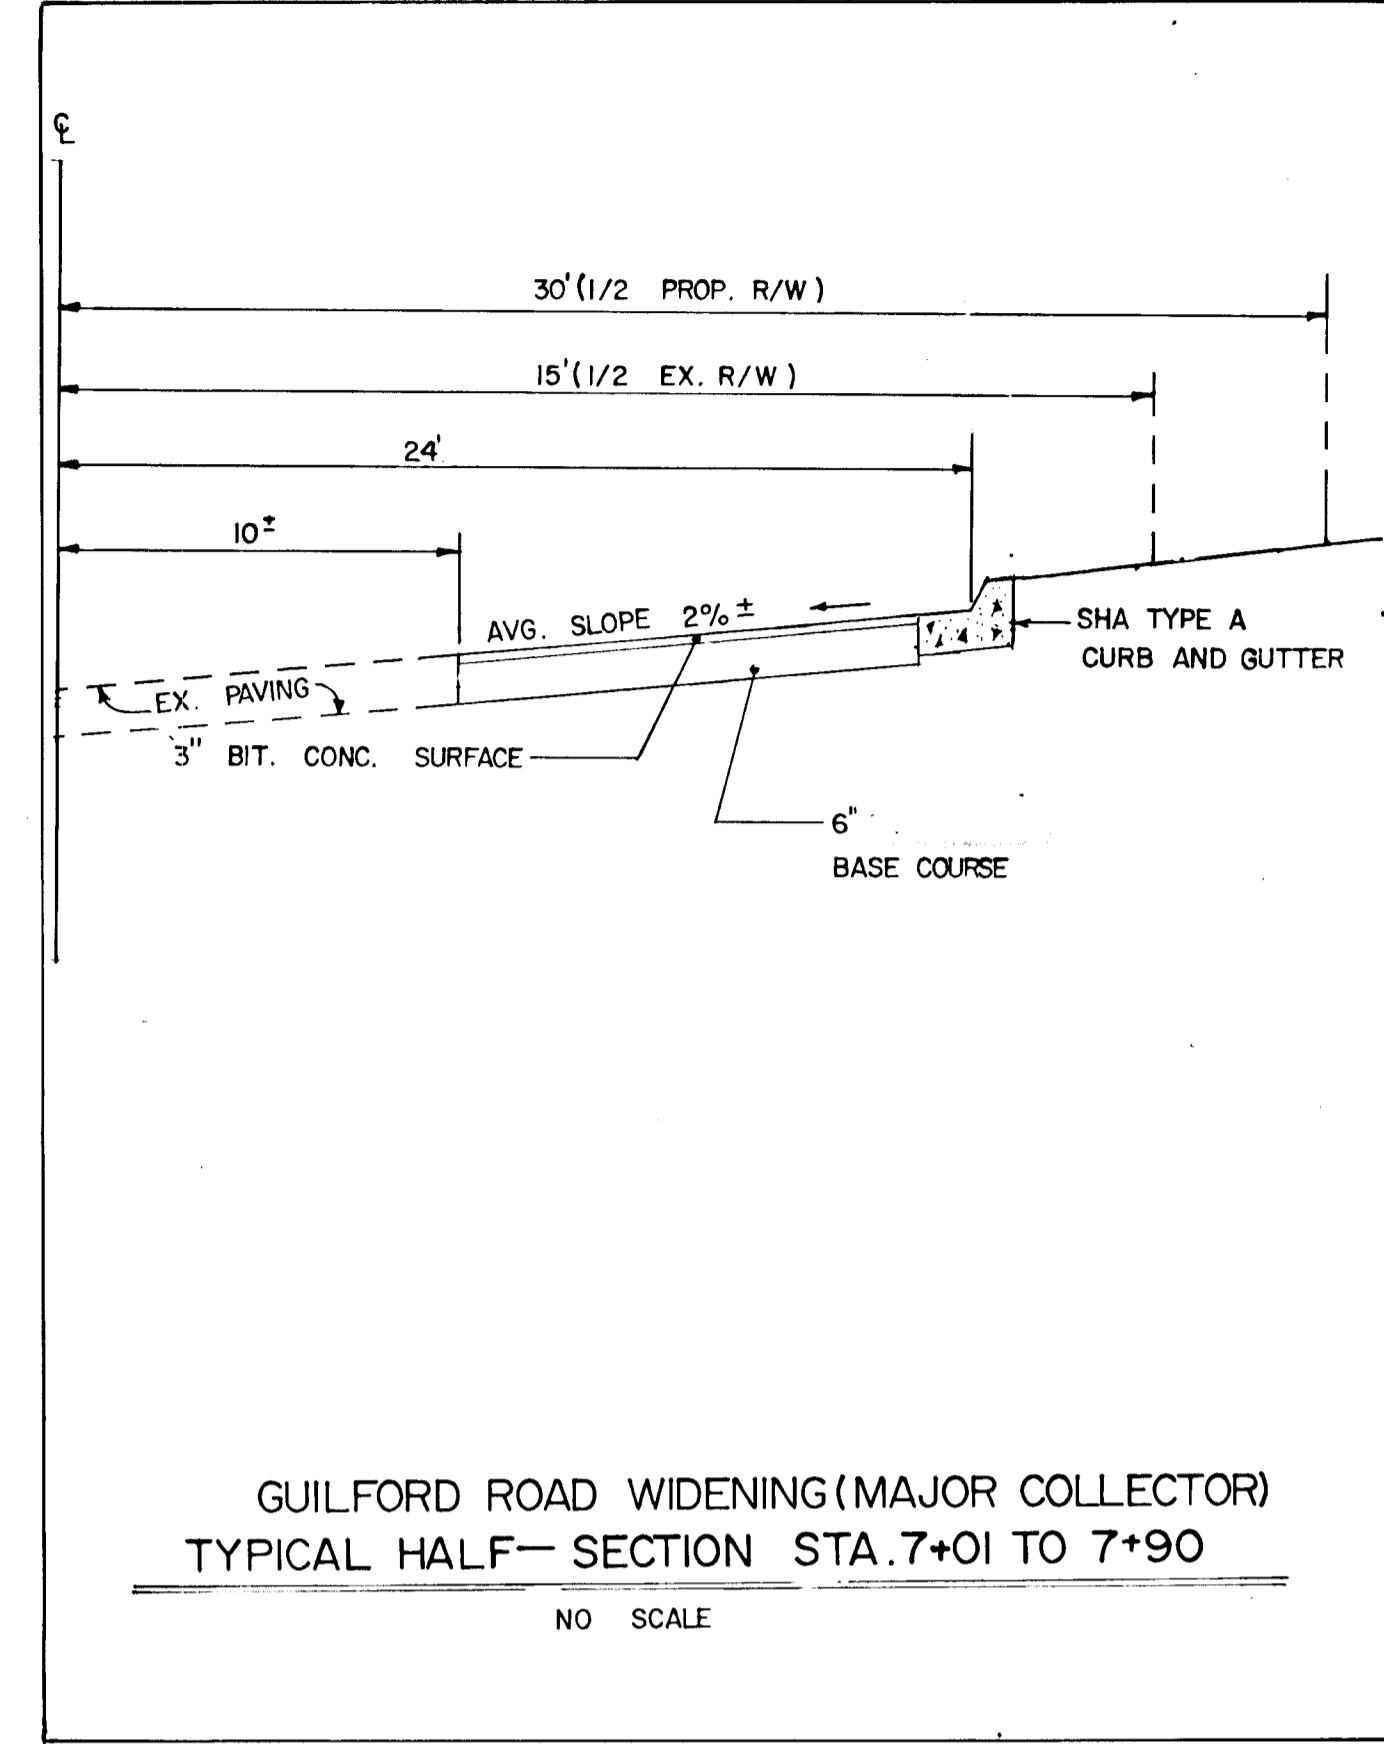 ℄
30'(1/2 PROP. R/W)
15'(1/2 EX. R/W)
24'
10±
AVG. SLOPE 2% ±
SHA TYPE A
CURB AND GUTTER
EX. PAVING
3" BIT. CONC. SURFACE
6"
BASE COURSE
GUILFORD ROAD WIDENING (MAJOR COLLECTOR)
TYPICAL HALF— SECTION STA. 7+01 TO 7+90
NO SCALE